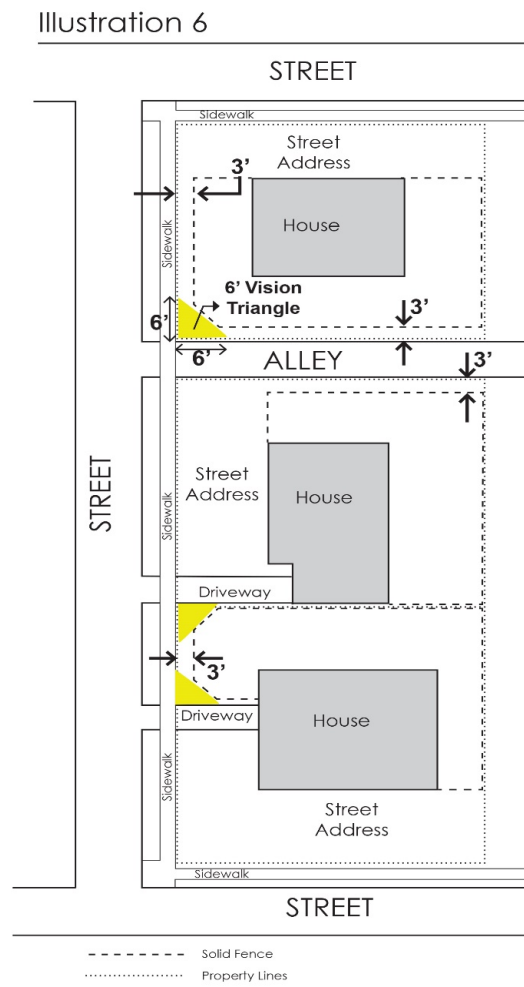 Illustration 6
STREET
Sidewalk
Street
Address
3’
House
Sidewalk
6’ Vision
Triangle
3’
6’
6’
ALLEY
3’
STREET
Sidewalk
Street
Address
House
Driveway
3’
Driveway
House
Sidewalk
Street
Address
Sidewalk
STREET
Solid Fence
Property Lines